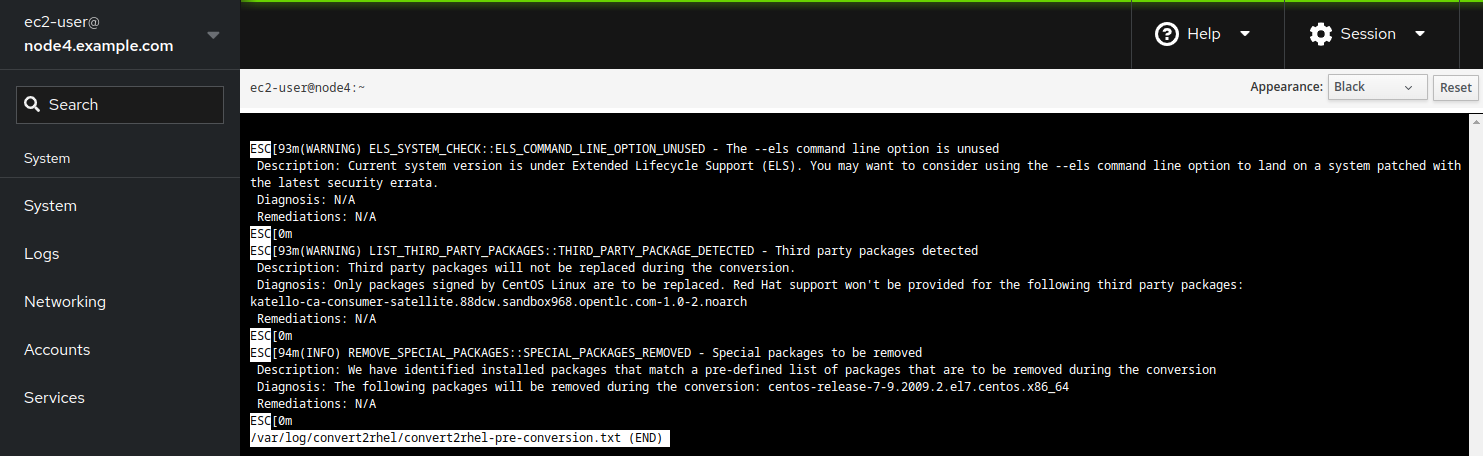 ec2-user@
node4.example.com
Help
Session
Search
ec2-user@node4:~
Appearance:
Black
Reset
System
System
Logs
Networking
Accounts
Services
ESC[93m(WARNING) ELS_SYSTEM_CHECK::ELS_COMMAND_LINE_OPTION_UNUSED - The --els command line option is unused
Description: Current system version is under Extended Lifecycle Support (ELS). You may want to consider using the --els command line option to land on a system patched with
the latest security errata.
Diagnosis: N/A
Remediations: N/A
ESC[0m
ESC[93m(WARNING) LIST_THIRD_PARTY_PACKAGES::THIRD_PARTY_PACKAGE_DETECTED - Third party packages detected
Description: Third party packages will not be replaced during the conversion.
Diagnosis: Only packages signed by CentOS Linux are to be replaced. Red Hat support won't be provided for the following third party packages:
katello-ca-consumer-satellite.88dcw.sandbox968.opentlc.com-1.0-2.noarch
Remediations: N/A
ESC[0m
ESC[94m(INFO) REMOVE_SPECIAL_PACKAGES::SPECIAL_PACKAGES_REMOVED - Special packages to be removed
Description: We have identified installed packages that match a pre-defined list of packages that are to be removed during the conversion
Diagnosis: The following packages will be removed during the conversion: centos-release-7-9.2009.2.el7.centos.x86_64
Remediations: N/A
ESC[0m
/var/log/convert2rhel/convert2rhel-pre-conversion.txt (END)